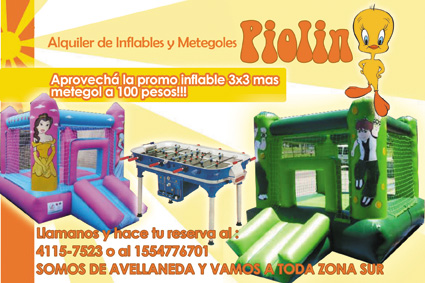 Alquiler de Inflables y Metegoles Piolin
Aprovechá la promo inflable 3x3 mas
metegol a 100 pesos!!!
Llamanos y hace tu reserva al :
4115-7523 o al 1554776701
SOMOS DE AVELLANEDA Y VAMOS A TODA ZONA SUR